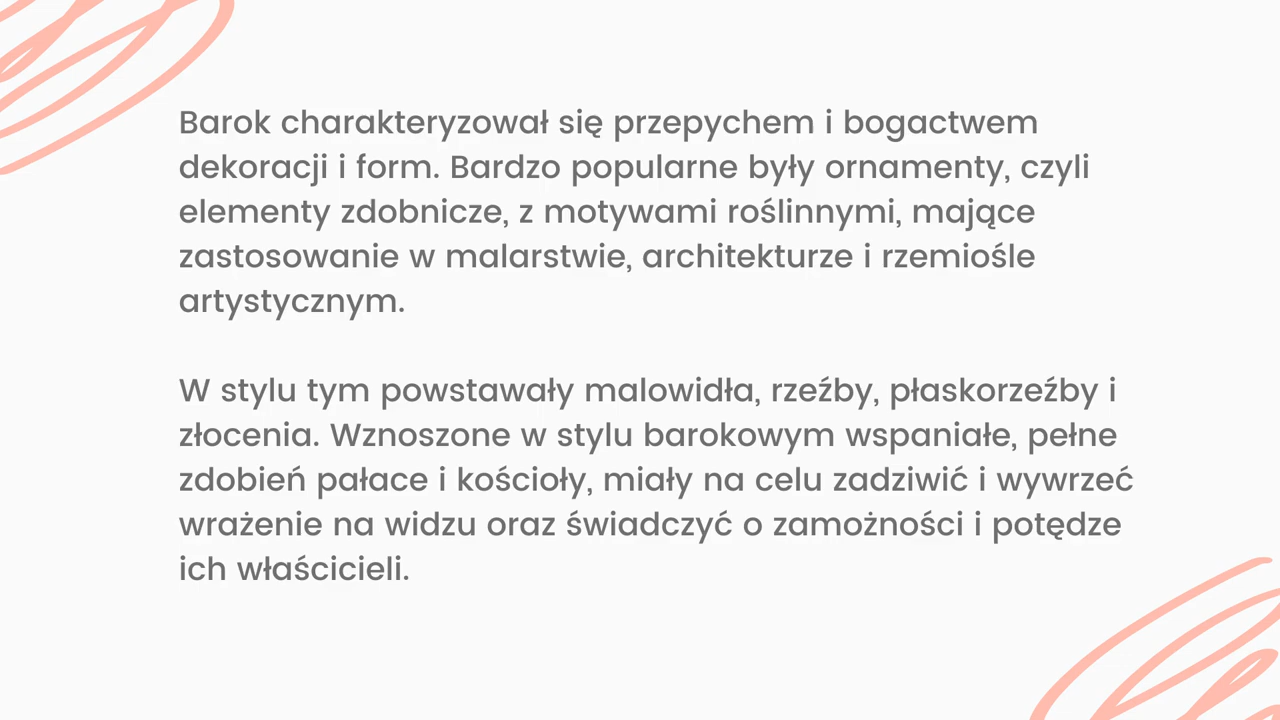 Barok charakteryzował się przepychem i bogactwem
dekoracji i form. Bardzo popularne były ornamenty, czyli
elementy zdobnicze, z motywami roślinnymi, mające
zastosowanie w malarstwie, architekturze i rzemiośle
artystycznym.
W stylu tym powstawały malowidła, rzeźby, płaskorzeźby i
złocenia. Wznoszone w stylu barokowym wspaniałe, pełne
zdobień pałace i kościoły, miały na celu zadziwić i wywrzeć
wrażenie na widzu oraz świadczyć o zamożności i potędze
ich właścicieli.